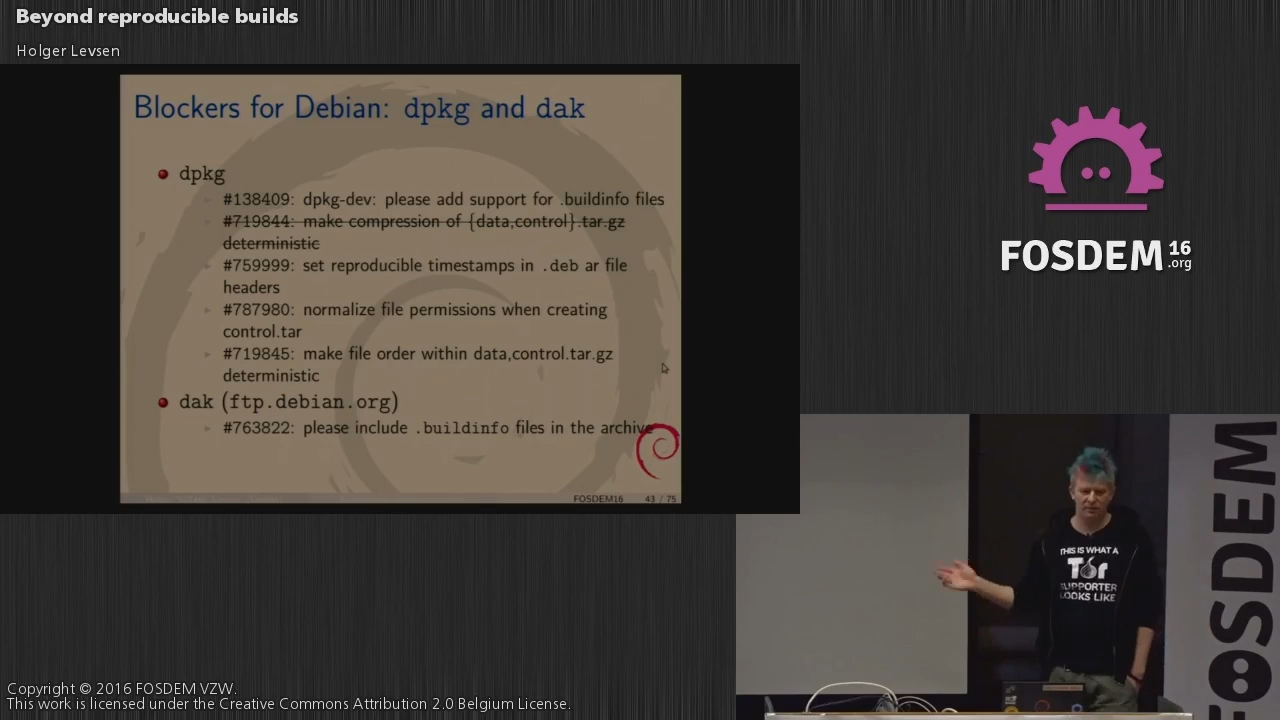 Beyond reproducible builds
Holger Levsen
Blockers for Debian: dpkg and dak
dpkg
#138409: dpkg-dev: please add support for .buildinfo files
#719844: make compression of {data,control}.tar.gz
deterministic
#759999: set reproducible timestamps in .deb ar file
headers
#787980: normalize file permissions when creating
control.tar
#719845: make file order within data,control.tar.gz
deterministic
dak (ftp.debian.org)
#763822: please include .buildinfo files in the archive
FOSDEM16 43 / 75
FOSDEM 16
.org
THIS IS WHAT A
Tor
SUPPORTER
LOOKS LIKE
FOSDEM
Copyright © 2016 FOSDEM VZW.
This work is licensed under the Creative Commons Attribution 2.0 Belgium License.